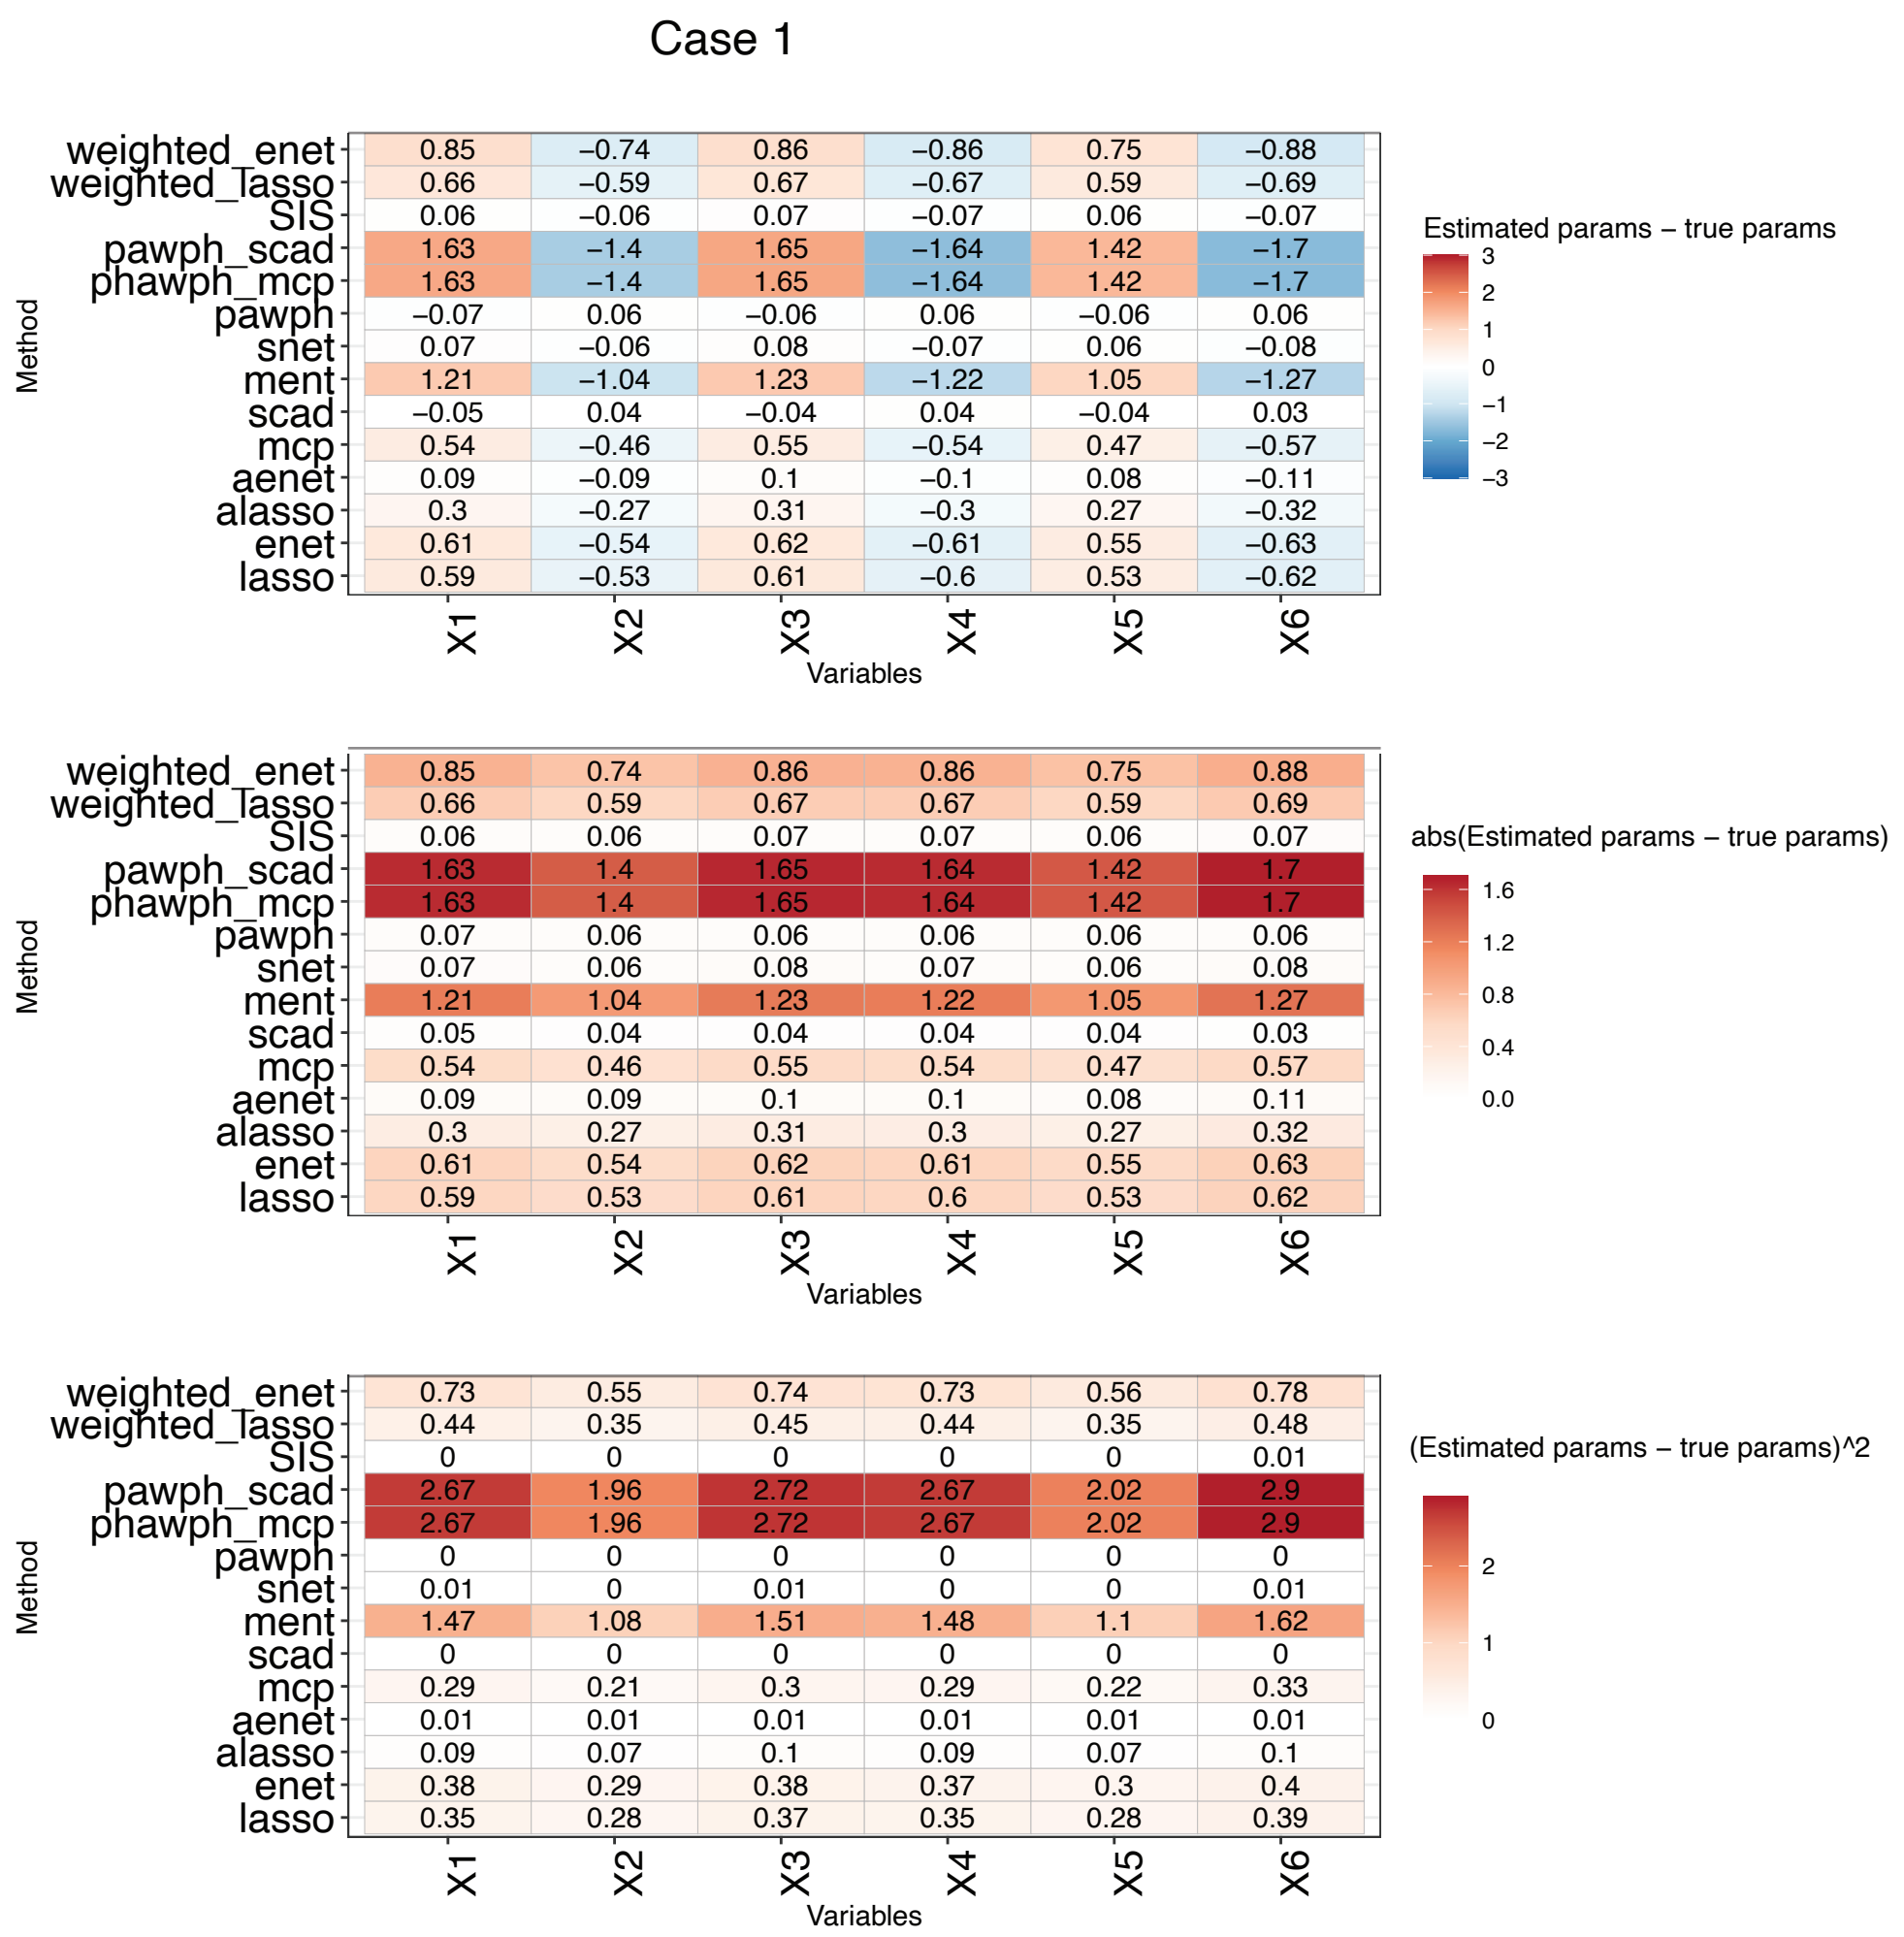 Case 1
weighted_enet 0.85 −0.74 0.86 −0.86 0.75 −0.88
weighted_lasso 0.66 −0.59 0.67 −0.67 0.59 −0.69
SIS 0.06 −0.06 0.07 −0.07 0.06 −0.07
pawph_scad 1.63 −1.4 1.65 −1.64 1.42 −1.7
phawph_mcp 1.63 −1.4 1.65 −1.64 1.42 −1.7
pawph −0.07 0.06 −0.06 0.06 −0.06 0.06
snet 0.07 −0.06 0.08 −0.07 0.06 −0.08
ment 1.21 −1.04 1.23 −1.22 1.05 −1.27
scad −0.05 0.04 −0.04 0.04 −0.04 0.03
mcp 0.54 −0.46 0.55 −0.54 0.47 −0.57
aenet 0.09 −0.09 0.1 −0.1 0.08 −0.11
alasso 0.3 −0.27 0.31 −0.3 0.27 −0.32
enet 0.61 −0.54 0.62 −0.61 0.55 −0.63
lasso 0.59 −0.53 0.61 −0.6 0.53 −0.62
X1 X2 X3 X4 X5 X6
Variables
Method
Estimated params − true params
3
2
1
0
−1
−2
−3
weighted_enet 0.85 0.74 0.86 0.86 0.75 0.88
weighted_lasso 0.66 0.59 0.67 0.67 0.59 0.69
SIS 0.06 0.06 0.07 0.07 0.06 0.07
pawph_scad 1.63 1.4 1.65 1.64 1.42 1.7
phawph_mcp 1.63 1.4 1.65 1.64 1.42 1.7
pawph 0.07 0.06 0.06 0.06 0.06 0.06
snet 0.07 0.06 0.08 0.07 0.06 0.08
ment 1.21 1.04 1.23 1.22 1.05 1.27
scad 0.05 0.04 0.04 0.04 0.04 0.03
mcp 0.54 0.46 0.55 0.54 0.47 0.57
aenet 0.09 0.09 0.1 0.1 0.08 0.11
alasso 0.3 0.27 0.31 0.3 0.27 0.32
enet 0.61 0.54 0.62 0.61 0.55 0.63
lasso 0.59 0.53 0.61 0.6 0.53 0.62
X1 X2 X3 X4 X5 X6
Variables
Method
abs(Estimated params − true params)
1.6
1.2
0.8
0.4
0.0
weighted_enet 0.73 0.55 0.74 0.73 0.56 0.78
weighted_lasso 0.44 0.35 0.45 0.44 0.35 0.48
SIS 0 0 0 0 0 0.01
pawph_scad 2.67 1.96 2.72 2.67 2.02 2.9
phawph_mcp 2.67 1.96 2.72 2.67 2.02 2.9
pawph 0 0 0 0 0 0
snet 0.01 0 0.01 0 0 0.01
ment 1.47 1.08 1.51 1.48 1.1 1.62
scad 0 0 0 0 0 0
mcp 0.29 0.21 0.3 0.29 0.22 0.33
aenet 0.01 0.01 0.01 0.01 0.01 0.01
alasso 0.09 0.07 0.1 0.09 0.07 0.1
enet 0.38 0.29 0.38 0.37 0.3 0.4
lasso 0.35 0.28 0.37 0.35 0.28 0.39
X1 X2 X3 X4 X5 X6
Variables
Method
(Estimated params − true params)^2
2
1
0